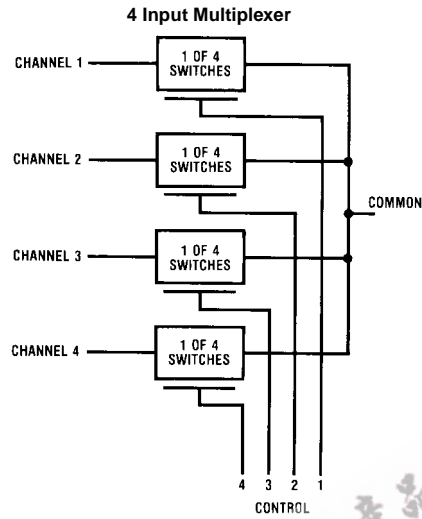 4 Input Multiplexer
CHANNEL 1
1 OF 4
SWITCHES
CHANNEL 2
1 OF 4
SWITCHES
COMMON
CHANNEL 3
1 OF 4
SWITCHES
CHANNEL 4
1 OF 4
SWITCHES
4 3 2 1
CONTROL